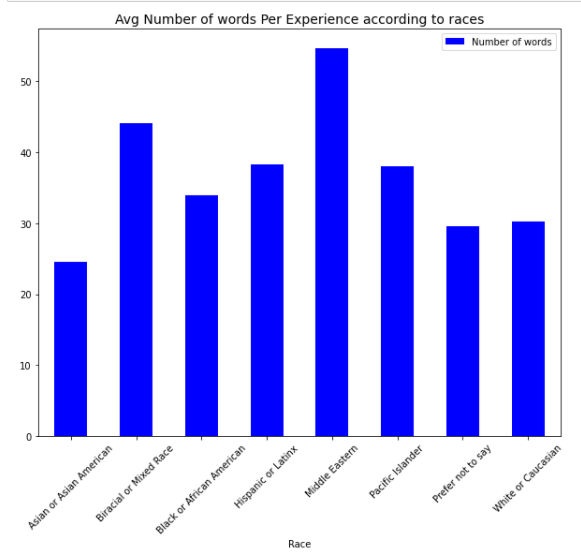 Avg Number of words Per Experience according to races
Number of words
50
40
30
20
10
0
Asian or Asian American
Biracial or Mixed Race
Black or African American
Hispanic or Latinx
Middle Eastern
Pacific Islander
Prefer not to say
White or Caucasian
Race